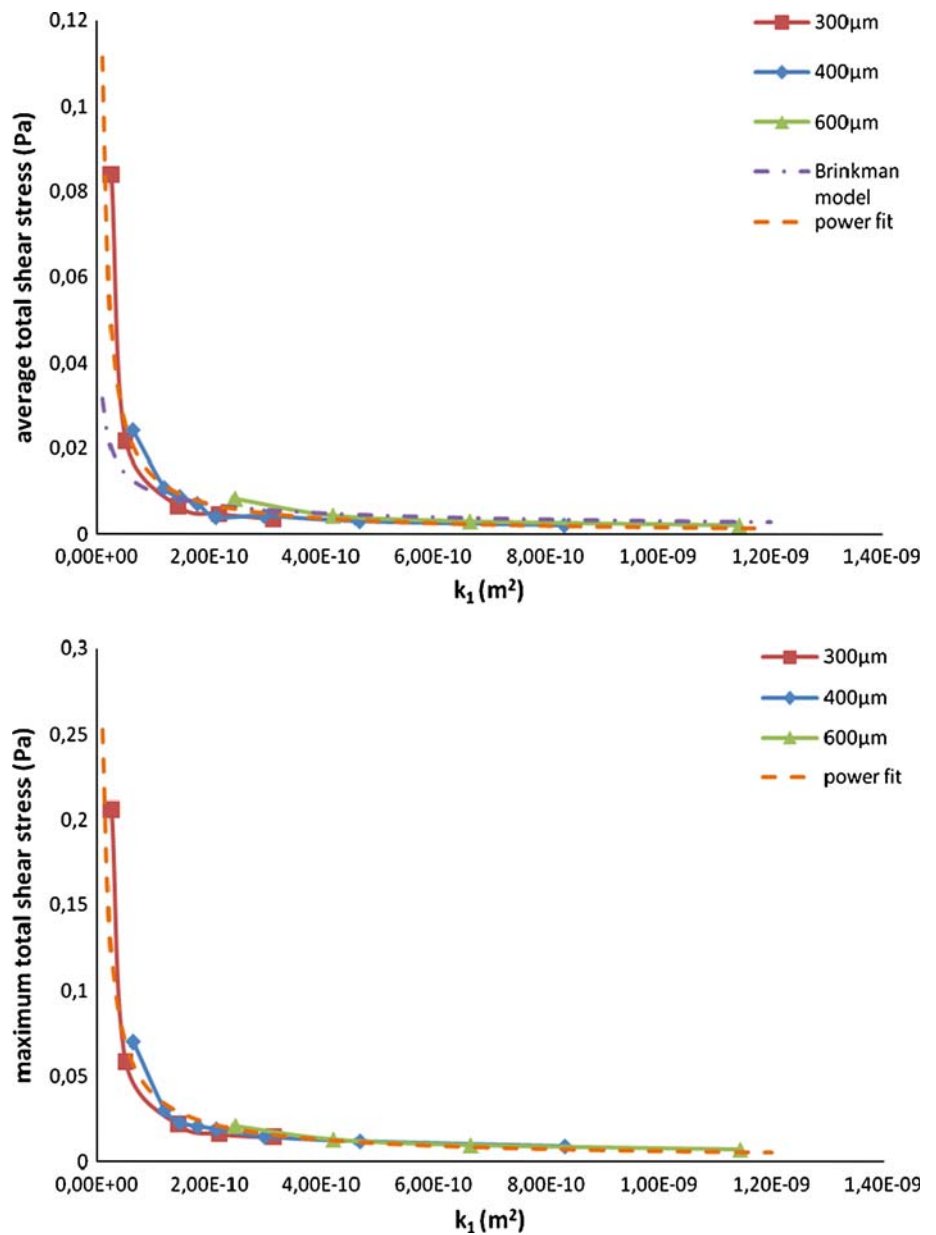 0,12
0,1
0,08
0,06
0,04
0,02
0
average total shear stress (Pa)
300µm
400µm
600µm
Brinkman
model
power fit
0,00E+00 2,00E-10 4,00E-10 6,00E-10 8,00E-10 1,00E-09 1,20E-09 1,40E-09
k₁ (m²)
0,3
0,25
0,2
0,15
0,1
0,05
0
maximum total shear stress (Pa)
300µm
400µm
600µm
power fit
0,00E+00 2,00E-10 4,00E-10 6,00E-10 8,00E-10 1,00E-09 1,20E-09 1,40E-09
k₁ (m²)